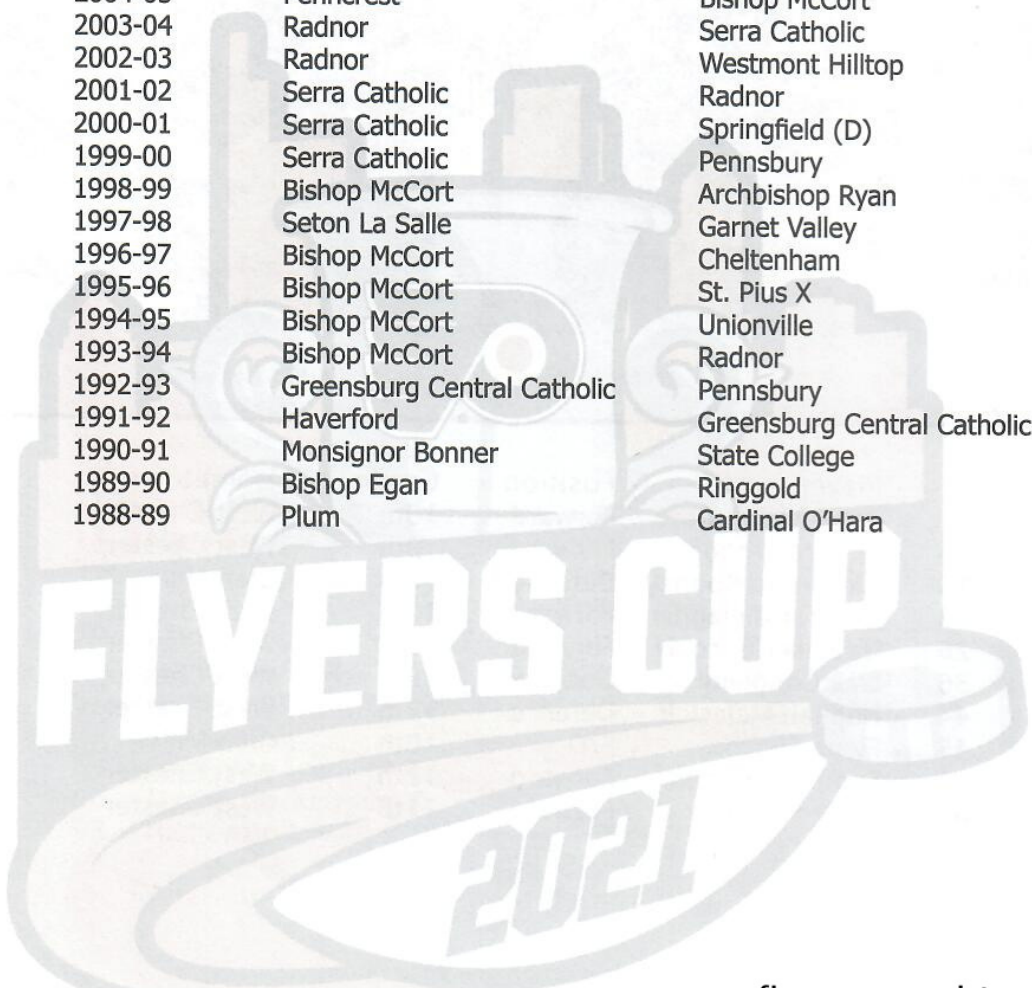 2003-04 Radnor Serra Catholic
2002-03 Radnor Westmont Hilltop
2001-02 Serra Catholic Radnor
2000-01 Serra Catholic Springfield (D)
1999-00 Serra Catholic Pennsbury
1998-99 Bishop McCort Archbishop Ryan
1997-98 Seton La Salle Garnet Valley
1996-97 Bishop McCort Cheltenham
1995-96 Bishop McCort St. Pius X
1994-95 Bishop McCort Unionville
1993-94 Bishop McCort Radnor
1992-93 Greensburg Central Catholic Pennsbury
1991-92 Haverford Greensburg Central Catholic
1990-91 Monsignor Bonner State College
1989-90 Bishop Egan Ringgold
1988-89 Plum Cardinal O'Hara
FLYERS CUP
2021